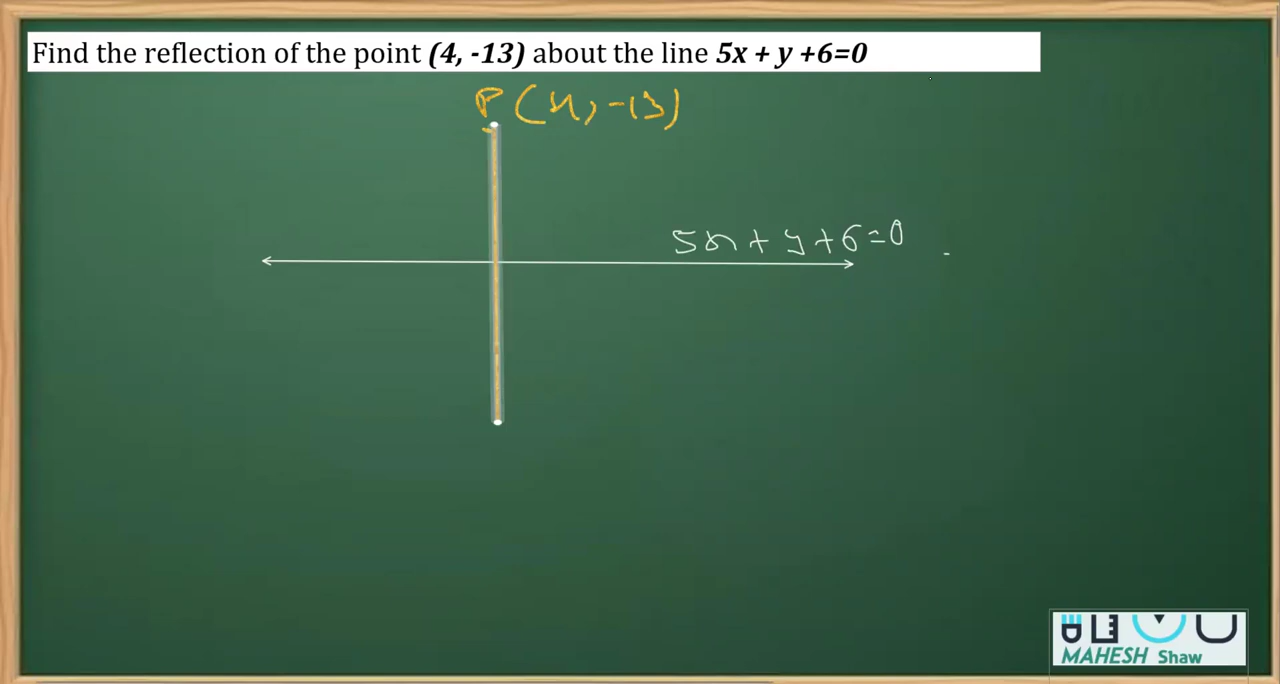 Find the reflection of the point (4, -13) about the line 5x + y +6=0
P (4, -13)
5x + y + 6 = 0
MAHESH Shaw